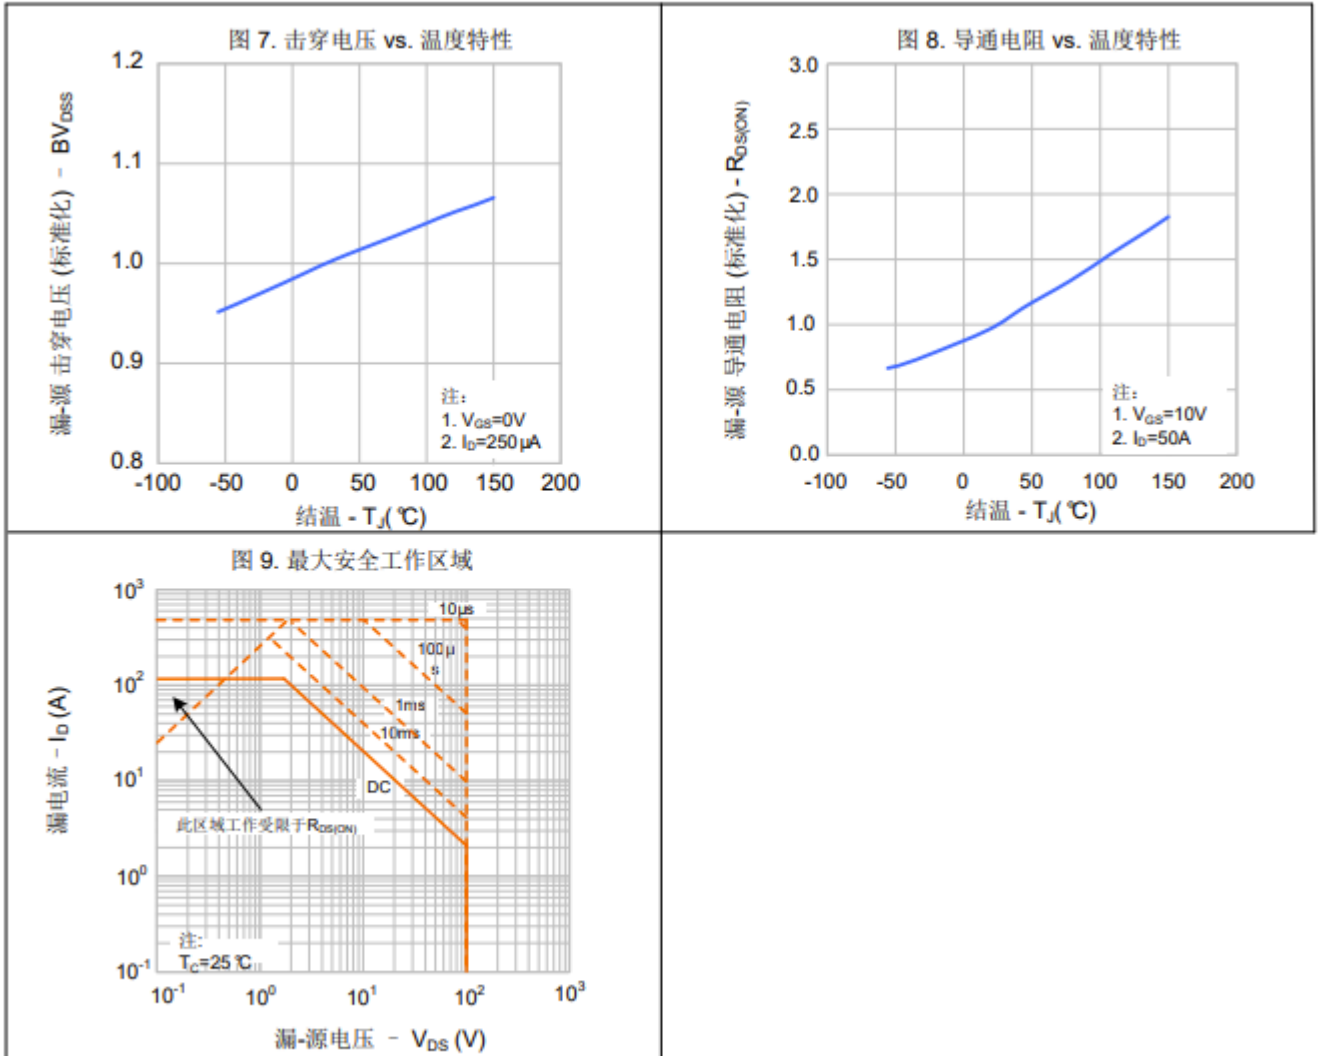 图 7. 击穿电压 vs. 温度特性
漏-源 击穿电压 (标准化) - BVDSS
1.2
1.1
1.0
0.9
0.8
注:
1. VGS=0V
2. ID=250μA
-100 -50 0 50 100 150 200
结温 - TJ(℃)
图 8. 导通电阻 vs. 温度特性
漏-源 导通电阻 (标准化) - RDS(ON)
3.0
2.5
2.0
1.5
1.0
0.5
0.0
注:
1. VGS=10V
2. ID=50A
-100 -50 0 50 100 150 200
结温 - TJ(℃)
图 9. 最大安全工作区域
漏电流 - ID (A)
10³
10²
10¹
10⁰
10⁻¹
10μs
100μ
s
1ms
10ms
DC
此区域工作受限于RDS(ON)
注:
TC=25℃
10⁻¹ 10⁰ 10¹ 10² 10³
漏-源电压 - VDS (V)